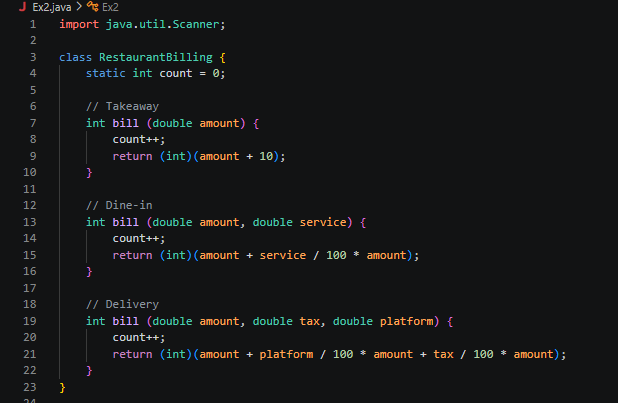 Ex2.java > Ex2
1 import java.util.Scanner;
2
3 class RestaurantBilling {
4     static int count = 0;
5
6     // Takeaway
7     int bill (double amount) {
8         count++;
9         return (int)(amount + 10);
10     }
11
12     // Dine-in
13     int bill (double amount, double service) {
14         count++;
15         return (int)(amount + service / 100 * amount);
16     }
17
18     // Delivery
19     int bill (double amount, double tax, double platform) {
20         count++;
21         return (int)(amount + platform / 100 * amount + tax / 100 * amount);
22     }
23 }
24